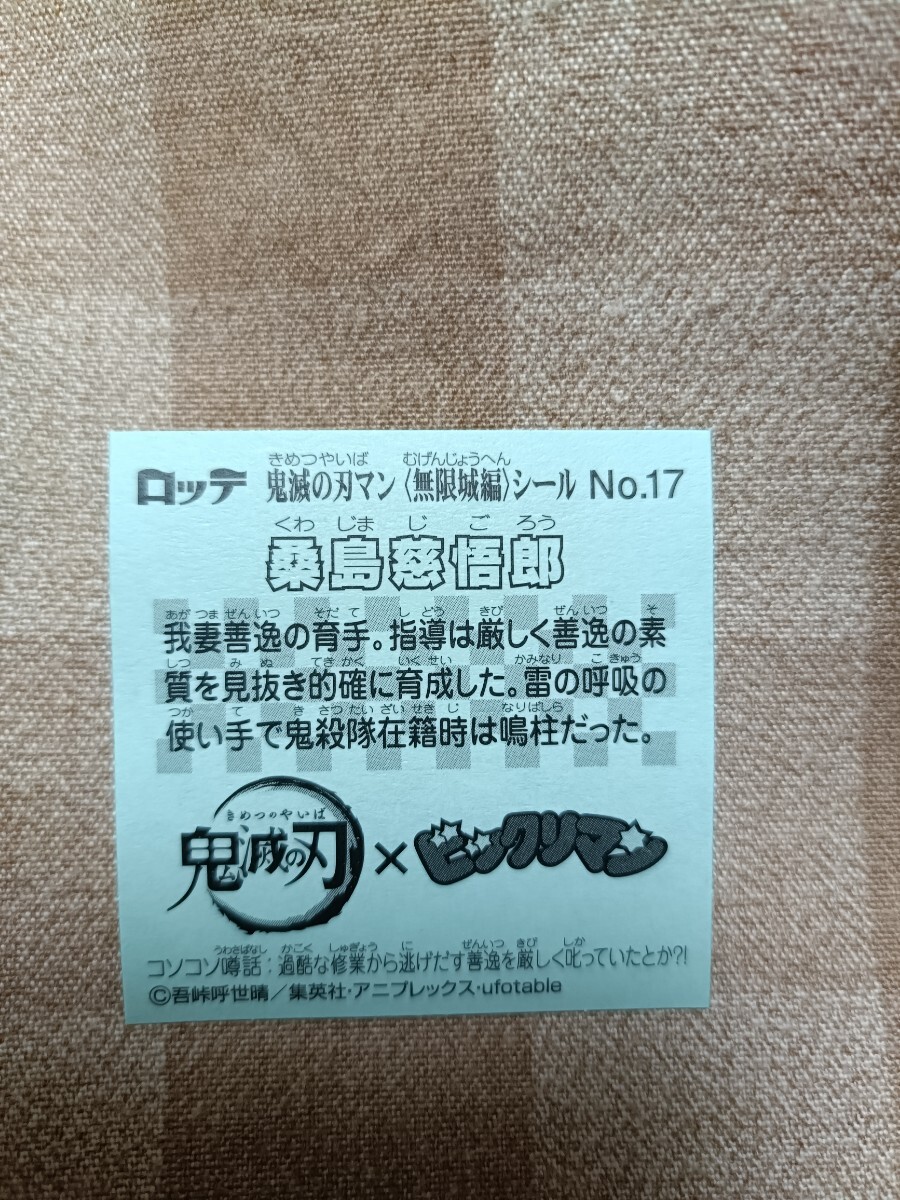 ロッテ 鬼滅の刃マン〈無限城編〉シール No.17
きめつやいば むげんじょうへん
くわ じま じ ご ろう
桑島慈悟郎
あがつまぜんいつ そだ て し どう きび ぜんいつ そ
我妻善逸の育手。指導は厳しく善逸の素
しつ み ぬ てきかく いくせい かみなり こきゅう
質を見抜き的確に育成した。雷の呼吸の
つか て き さつたいざいせきじ なりばしら
使い手で鬼殺隊在籍時は鳴柱だった。
きめつのやいば
鬼滅の刃 × ビックリマン
うわさばなし かこく しゅぎょう に ぜんいつ きび しか
コソコソ噂話：過酷な修業から逃げだす善逸を厳しく叱っていたとか?!
©吾峠呼世晴／集英社・アニプレックス・ufotable